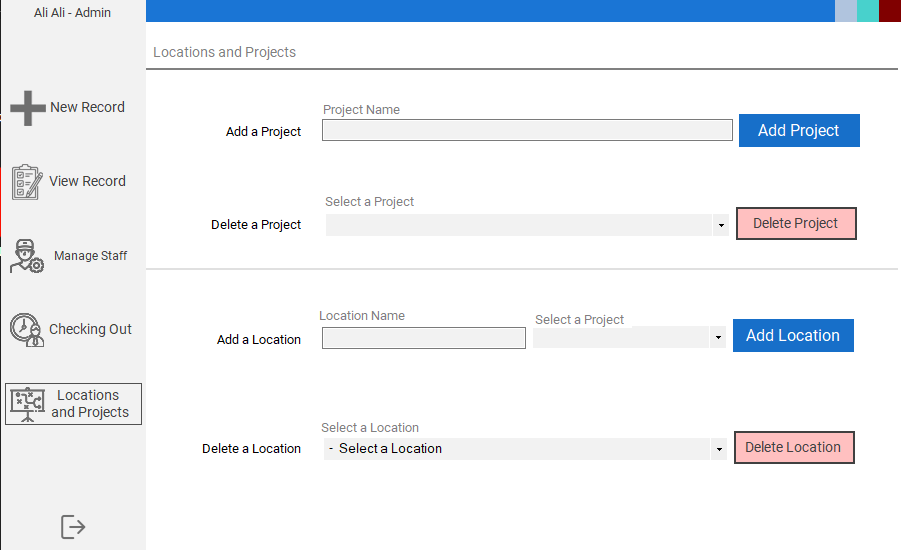 Ali Ali - Admin
New Record
View Record
Manage Staff
Checking Out
Locations
and Projects
Locations and Projects
Project Name
Add a Project
Add Project
Select a Project
Delete a Project
Delete Project
Location Name
Select a Project
Add a Location
Add Location
Select a Location
Delete a Location
- Select a Location
Delete Location